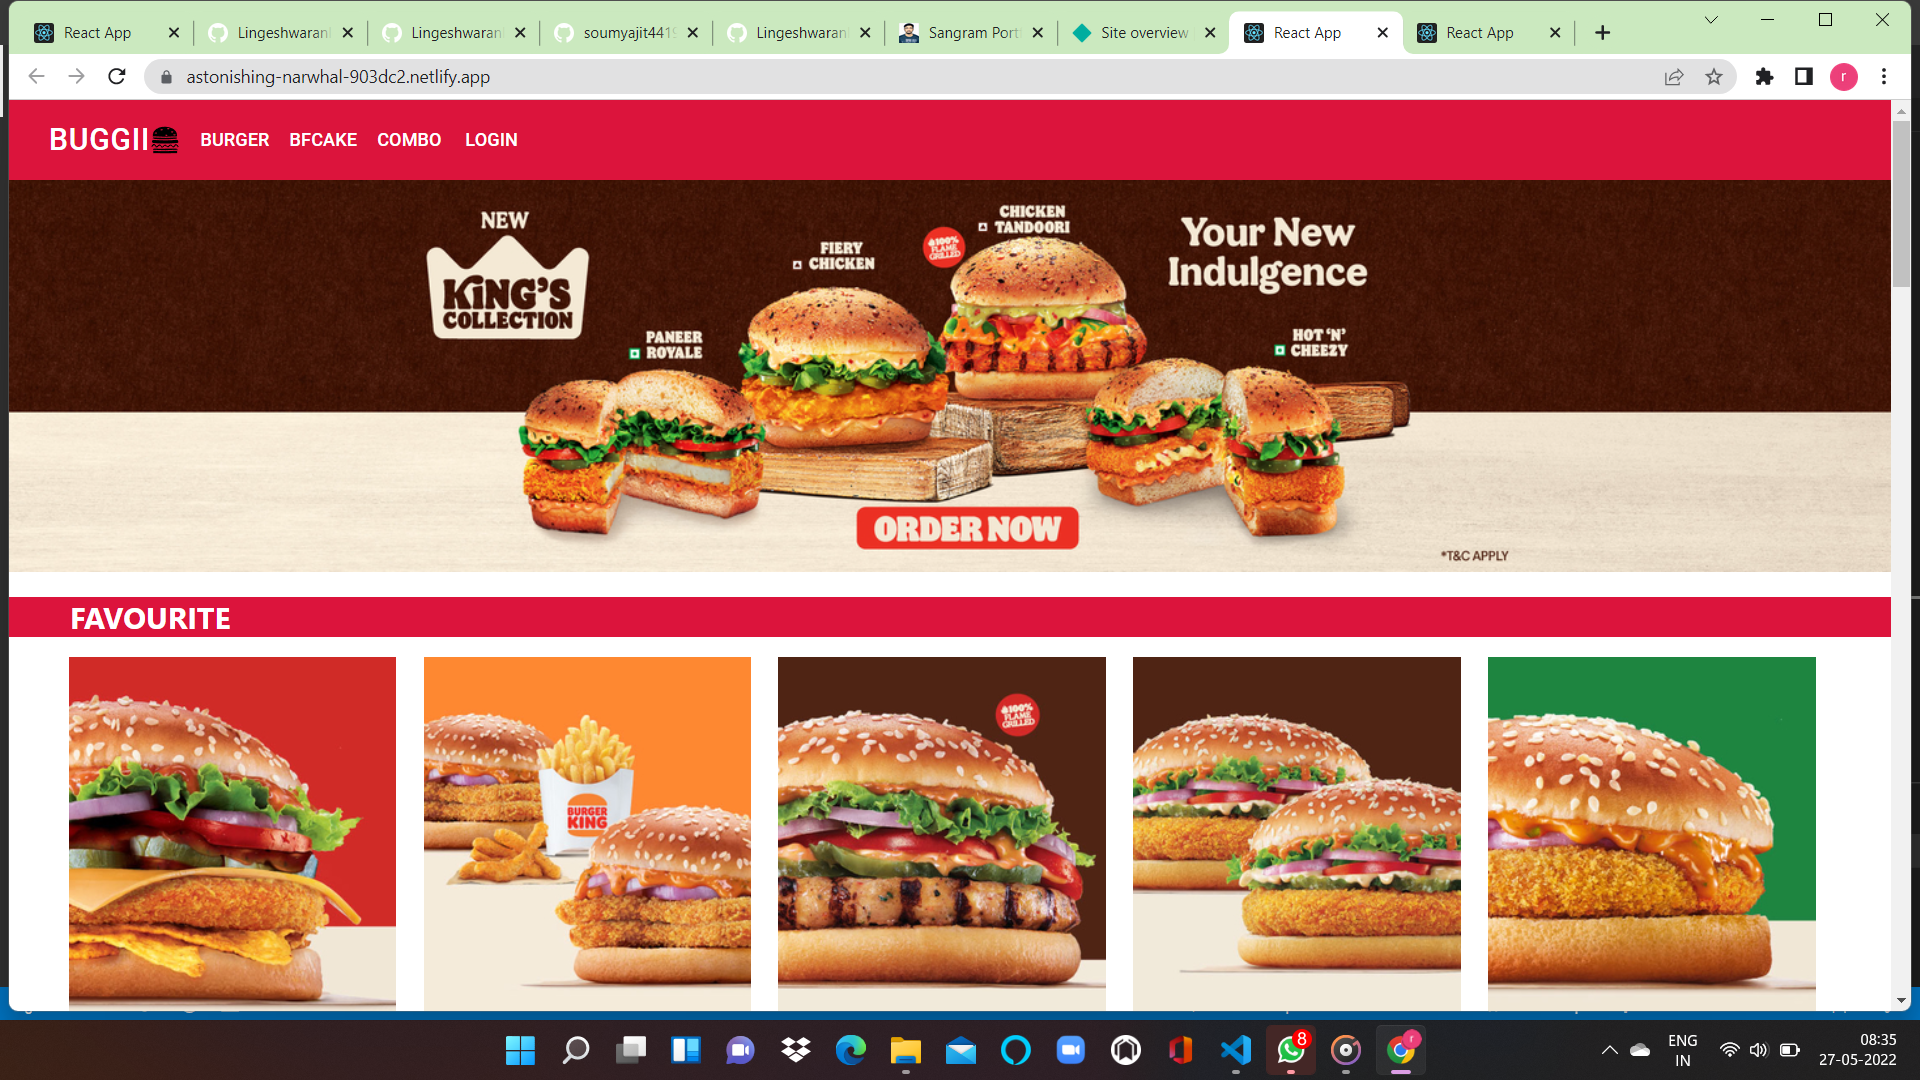 React App
Lingeshwaran
Lingeshwaran
soumyajit4419
Lingeshwaran
Sangram Port
Site overview
React App
React App
astonishing-narwhal-903dc2.netlify.app
r
BUGGII
BURGER
BFCAKE
COMBO
LOGIN
NEW
KING'S
COLLECTION
PANEER
ROYALE
FIERY
CHICKEN
100%
FLAME
GRILLED
CHICKEN
TANDOORI
Your New
Indulgence
HOT 'N'
CHEEZY
ORDER NOW
*T&C APPLY
FAVOURITE
BURGER
KING
100%
FLAME
GRILLED
8
r
ENG
IN
08:35
27-05-2022